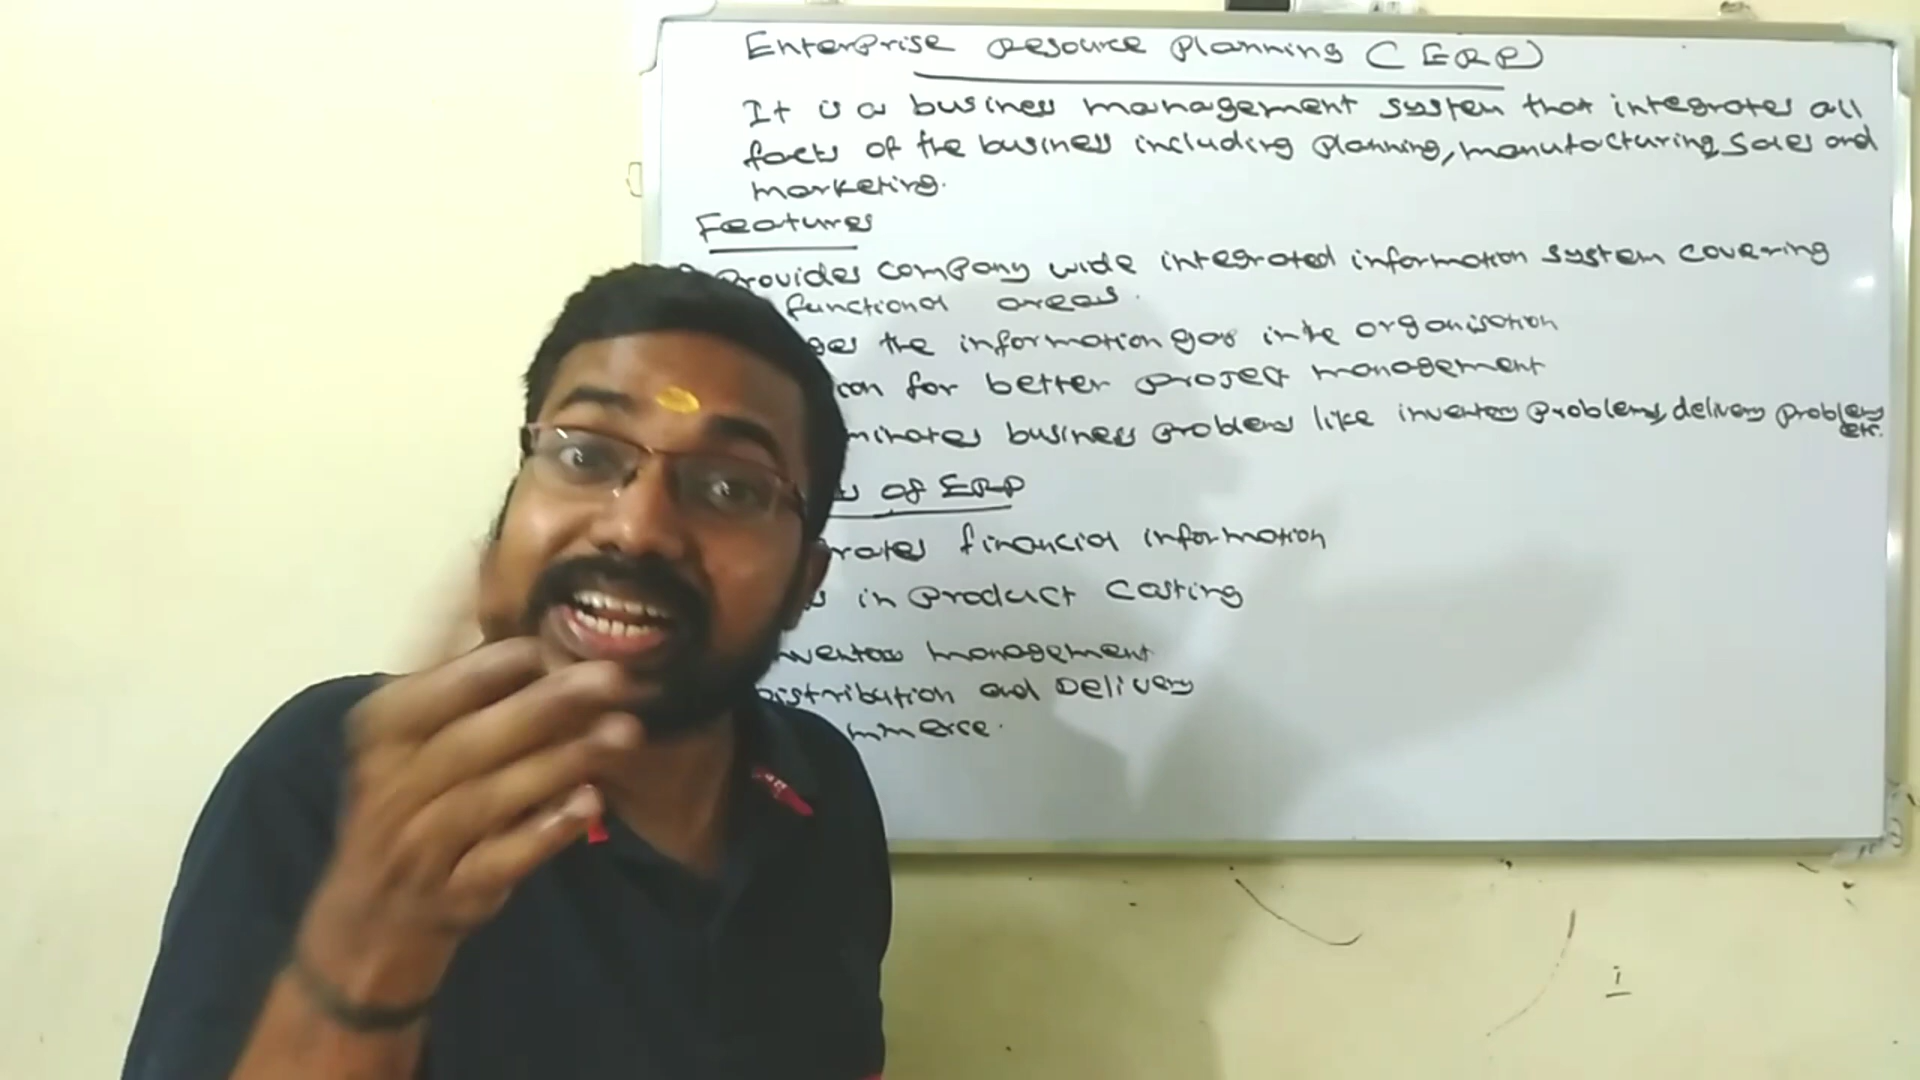 Enterprise Resource Planning (ERP)
It is a business management system that integrates all
facts of the business including planning, manufacturing, Sales and
marketing.
Features
Provides company wide integrated information system covering
functional areas.
the information gap in the organisation
for better project management
business problems like inventory problems, delivery problems
etc.
of ERP
financial information
in product costing
management
Distribution and Delivery